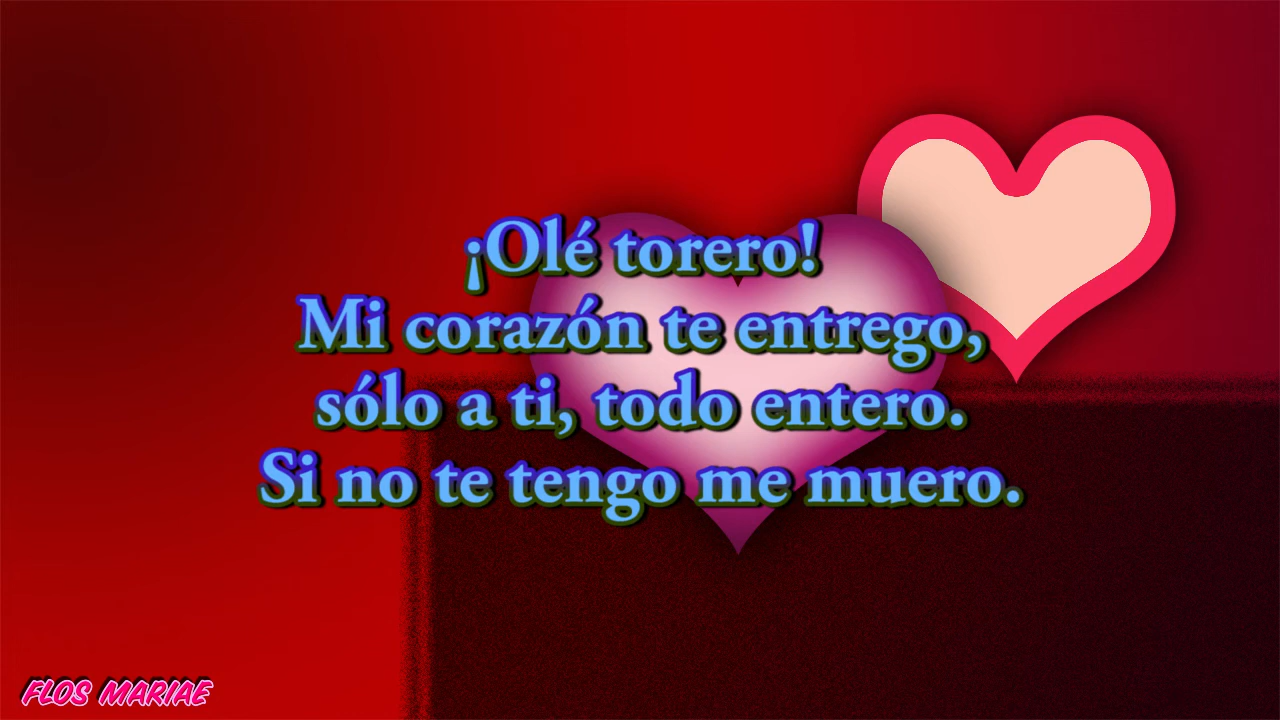 ¡Olé torero!
Mi corazón te entrego,
sólo a ti, todo entero.
Si no te tengo me muero.
FLOS MARIAE